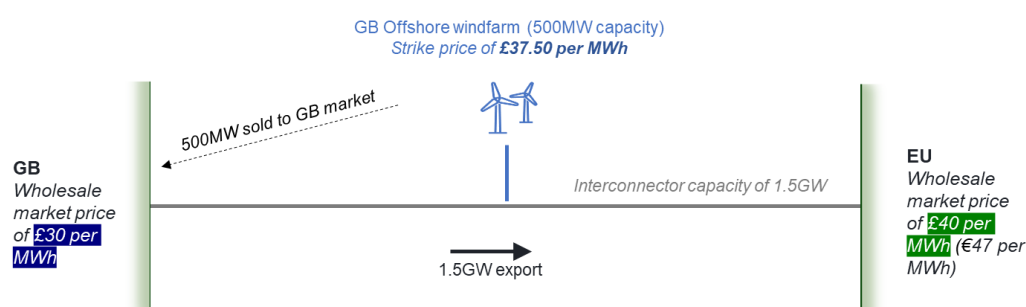 GB Offshore windfarm (500MW capacity)
Strike price of £37.50 per MWh
500MW sold to GB market
GB
Wholesale
market price
of £30 per
MWh
Interconnector capacity of 1.5GW
1.5GW export
EU
Wholesale
market price
of £40 per
MWh (€47 per
MWh)